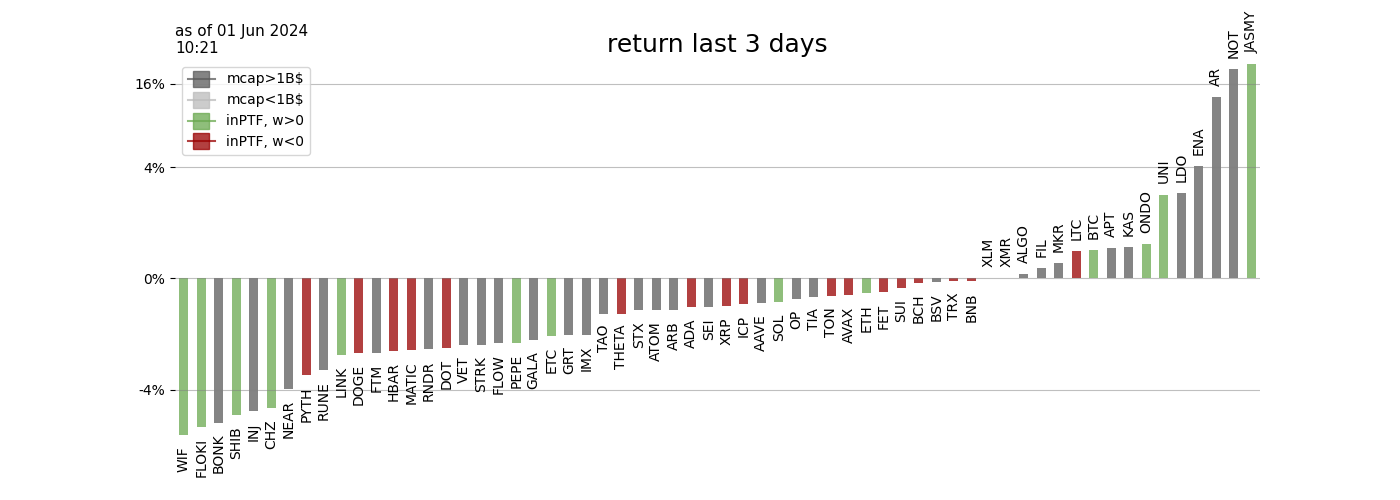 as of 01 Jun 2024
10:21
return last 3 days
mcap>1B$
mcap<1B$
inPTF, w>0
inPTF, w<0
16%
4%
0%
-4%
WIF
FLOKI
BONK
SHIB
INJ
CHZ
NEAR
PYTH
RUNE
LINK
DOGE
FTM
HBAR
MATIC
RNDR
DOT
VET
STRK
FLOW
PEPE
GALA
ETC
GRT
IMX
TAO
THETA
STX
ATOM
ARB
ADA
SEI
XRP
ICP
AAVE
SOL
OP
TIA
TON
AVAX
ETH
FET
SUI
BCH
BSV
TRX
BNB
XLM
XMR
ALGO
FIL
MKR
LTC
BTC
APT
KAS
ONDO
UNI
LDO
ENA
AR
NOT
JASMY